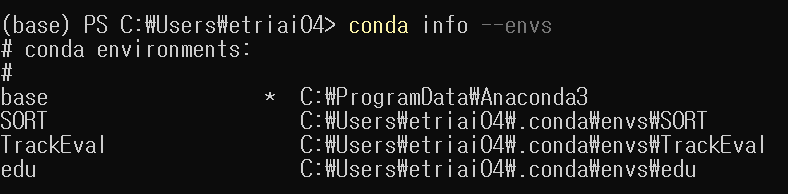 (base) PS C:₩Users₩etriai04> conda info --envs
# conda environments:
#
base * C:₩ProgramData₩Anaconda3
SORT C:₩Users₩etriai04₩.conda₩envs₩SORT
TrackEval C:₩Users₩etriai04₩.conda₩envs₩TrackEval
edu C:₩Users₩etriai04₩.conda₩envs₩edu